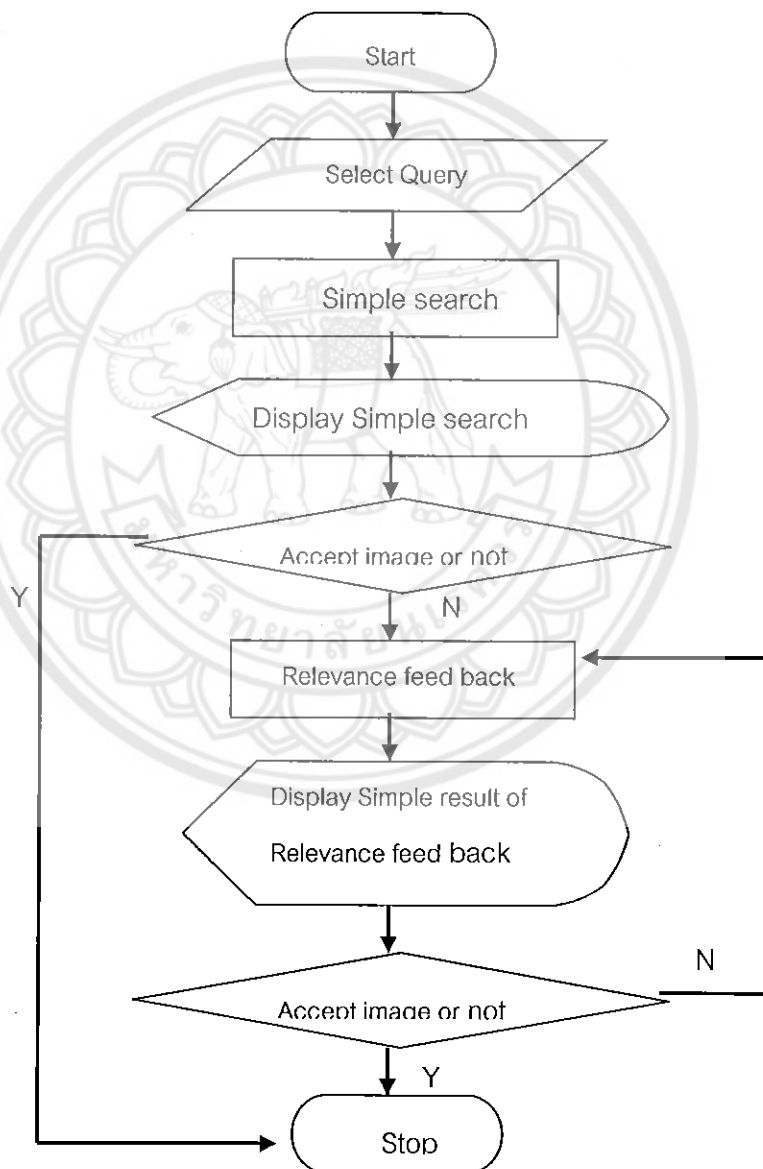 Start
Select Query
Simple search
Display Simple search
Accept image or not
Y
N
Relevance feed back
Display Simple result of
Relevance feed back
N
Accept image or not
Y
Stop